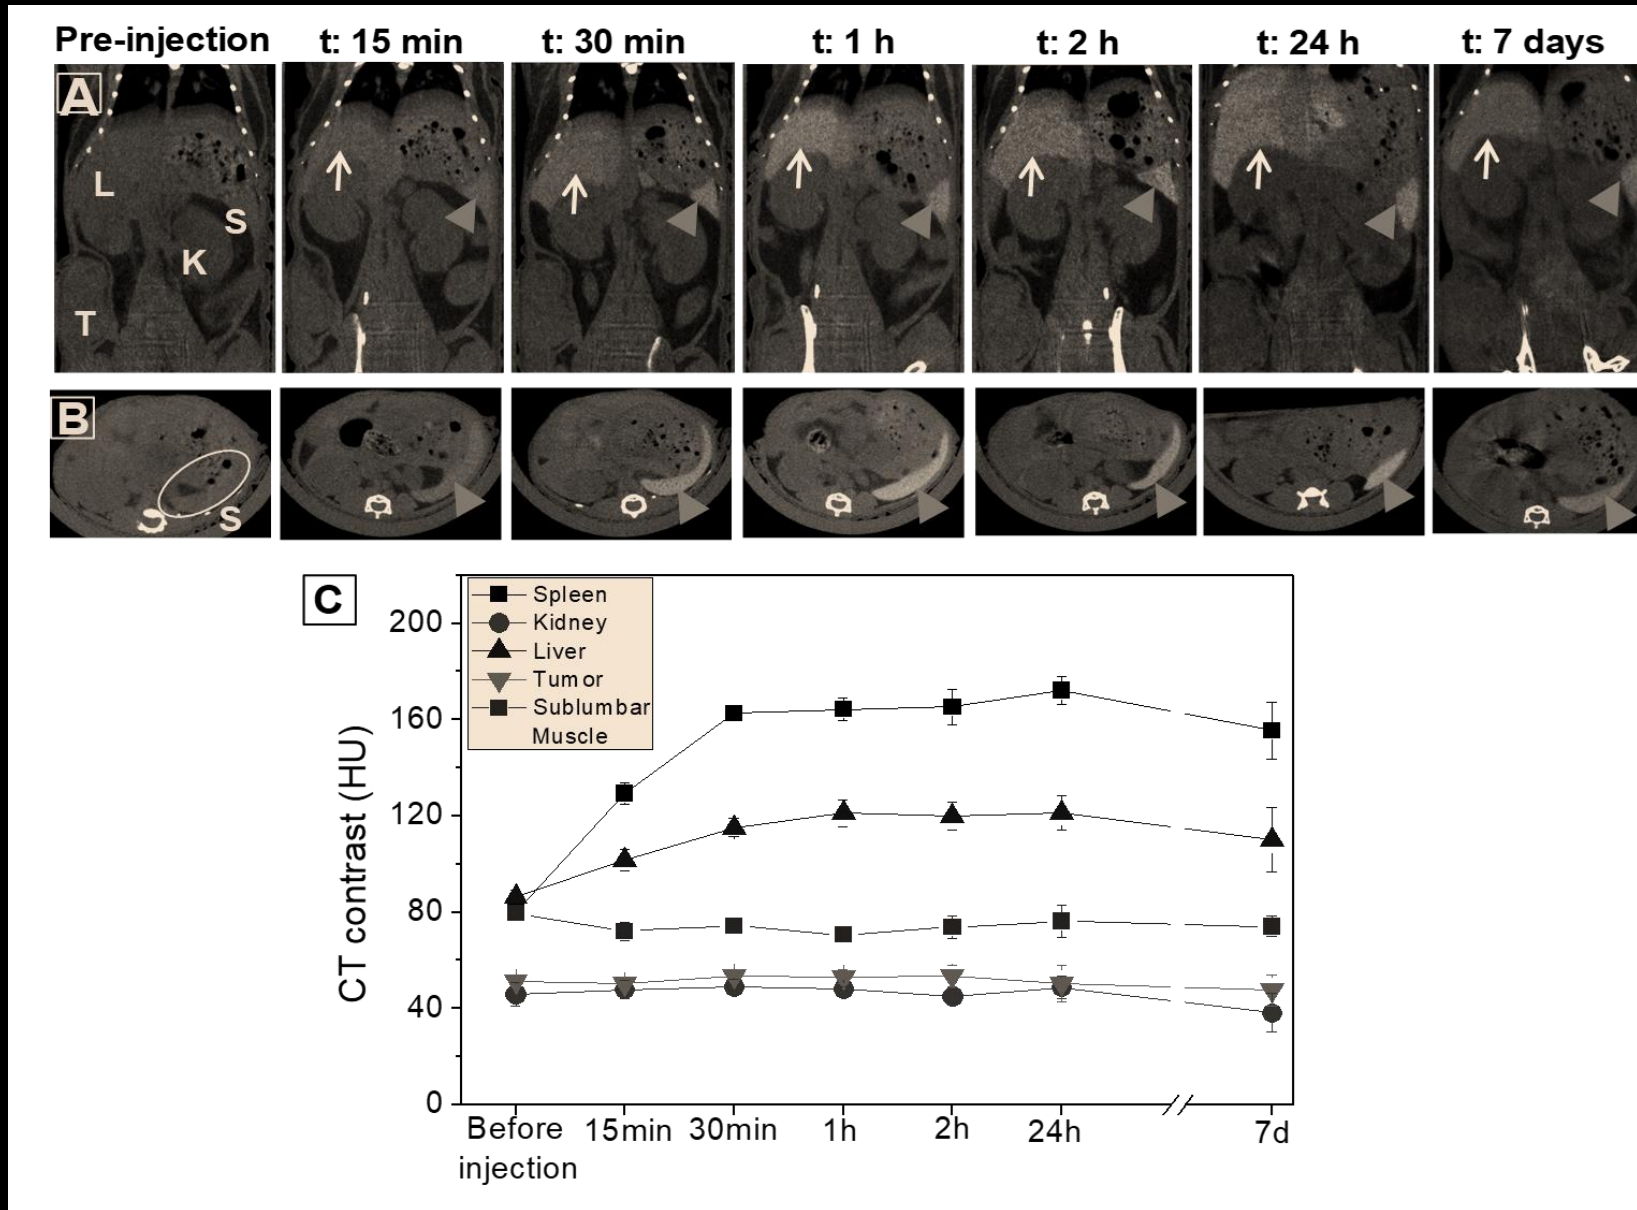 Pre-injection t: 15 min t: 30 min t: 1 h t: 2 h t: 24 h t: 7 days
A
L
S
K
T
B
S
C
Spleen
Kidney
Liver
Tumor
Sublumbar
Muscle
200
160
120
80
40
0
CT contrast (HU)
Before 15min 30min 1h 2h 24h 7d
injection